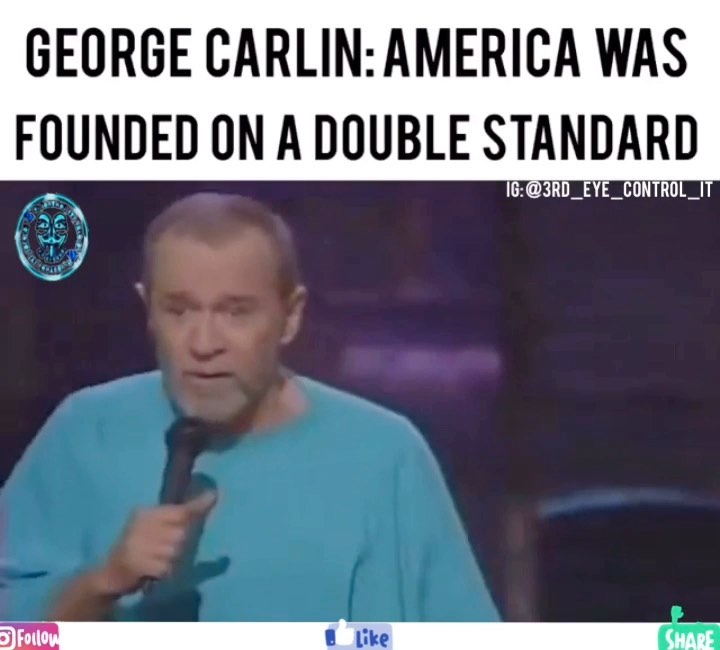 GEORGE CARLIN: AMERICA WAS
FOUNDED ON A DOUBLE STANDARD
IG: @3RD_EYE_CONTROL_IT
Follow
Like
SHARE